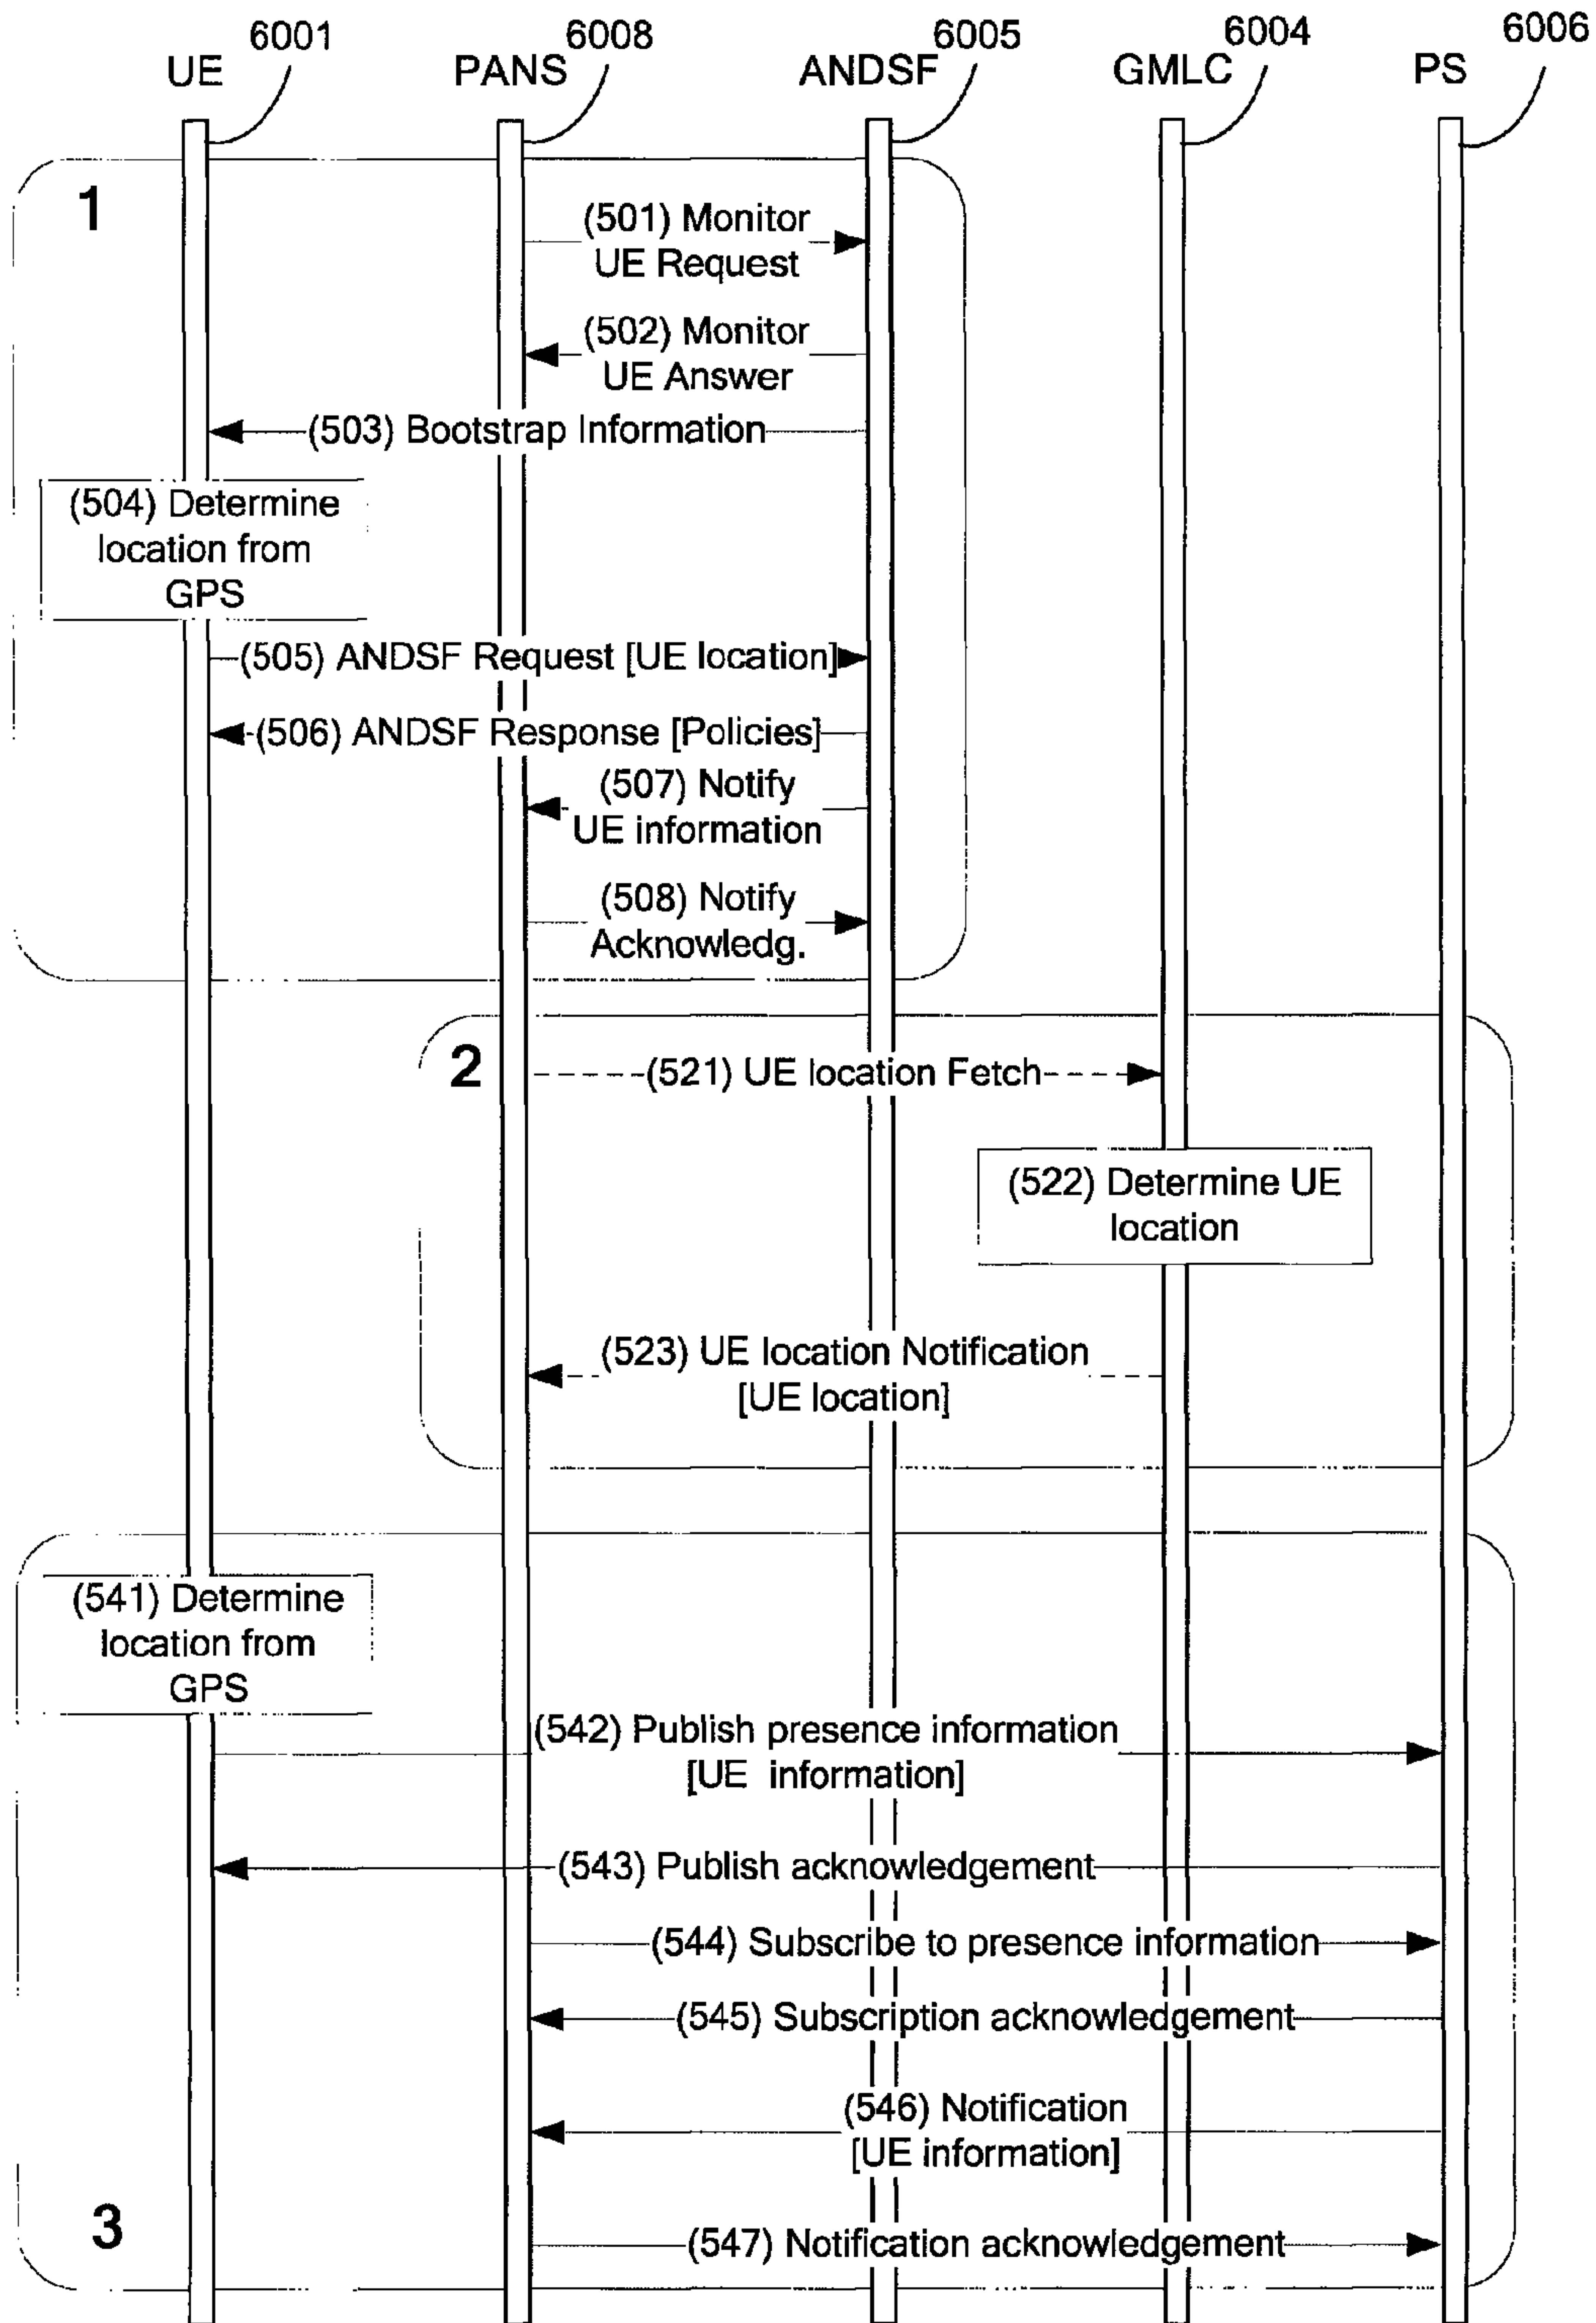 6001 6008 6005 6004 6006
UE PANS ANDSF GMLC PS
1
(501) Monitor
UE Request
(502) Monitor
UE Answer
(503) Bootstrap Information
(504) Determine
location from
GPS
(505) ANDSF Request [UE location]
(506) ANDSF Response [Policies]
(507) Notify
UE information
(508) Notify
Acknowledg.
2
(521) UE location Fetch
(522) Determine UE
location
(523) UE location Notification
[UE location]
(541) Determine
location from
GPS
(542) Publish presence information
[UE information]
(543) Publish acknowledgement
(544) Subscribe to presence information
(545) Subscription acknowledgement
(546) Notification
[UE information]
3
(547) Notification acknowledgement